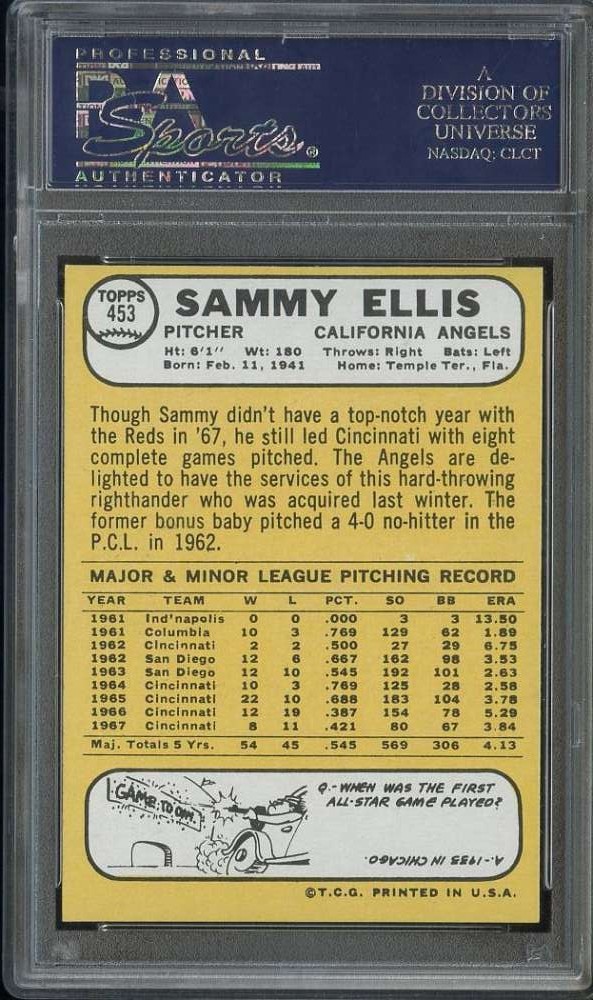 PROFESSIONAL
PSA
Sports®
AUTHENTICATOR
A
DIVISION OF
COLLECTORS
UNIVERSE
NASDAQ: CLCT
TOPPS
453
SAMMY ELLIS
PITCHER CALIFORNIA ANGELS
Ht: 6'1" Wt: 180 Throws: Right Bats: Left
Born: Feb. 11, 1941 Home: Temple Ter., Fla.
Though Sammy didn't have a top-notch year with
the Reds in '67, he still led Cincinnati with eight
complete games pitched. The Angels are de-
lighted to have the services of this hard-throwing
righthander who was acquired last winter. The
former bonus baby pitched a 4-0 no-hitter in the
P.C.L. in 1962.
MAJOR & MINOR LEAGUE PITCHING RECORD
YEAR TEAM W L PCT. SO BB ERA
1961 Ind'napolis 0 0 .000 3 3 13.50
1961 Columbia 10 3 .769 129 62 1.89
1962 Cincinnati 2 2 .500 27 29 6.75
1962 San Diego 12 6 .667 162 98 3.53
1963 San Diego 12 10 .545 192 101 2.63
1964 Cincinnati 10 3 .769 125 28 2.58
1965 Cincinnati 22 10 .688 183 104 3.78
1966 Cincinnati 12 19 .387 154 78 5.29
1967 Cincinnati 8 11 .421 80 67 3.84
Maj. Totals 5 Yrs. 54 45 .545 569 306 4.13
GAME TODAY
Q.-WHEN WAS THE FIRST
ALL-STAR GAME PLAYED?
A.-1933 IN CHICAGO.
©T.C.G. PRINTED IN U.S.A.